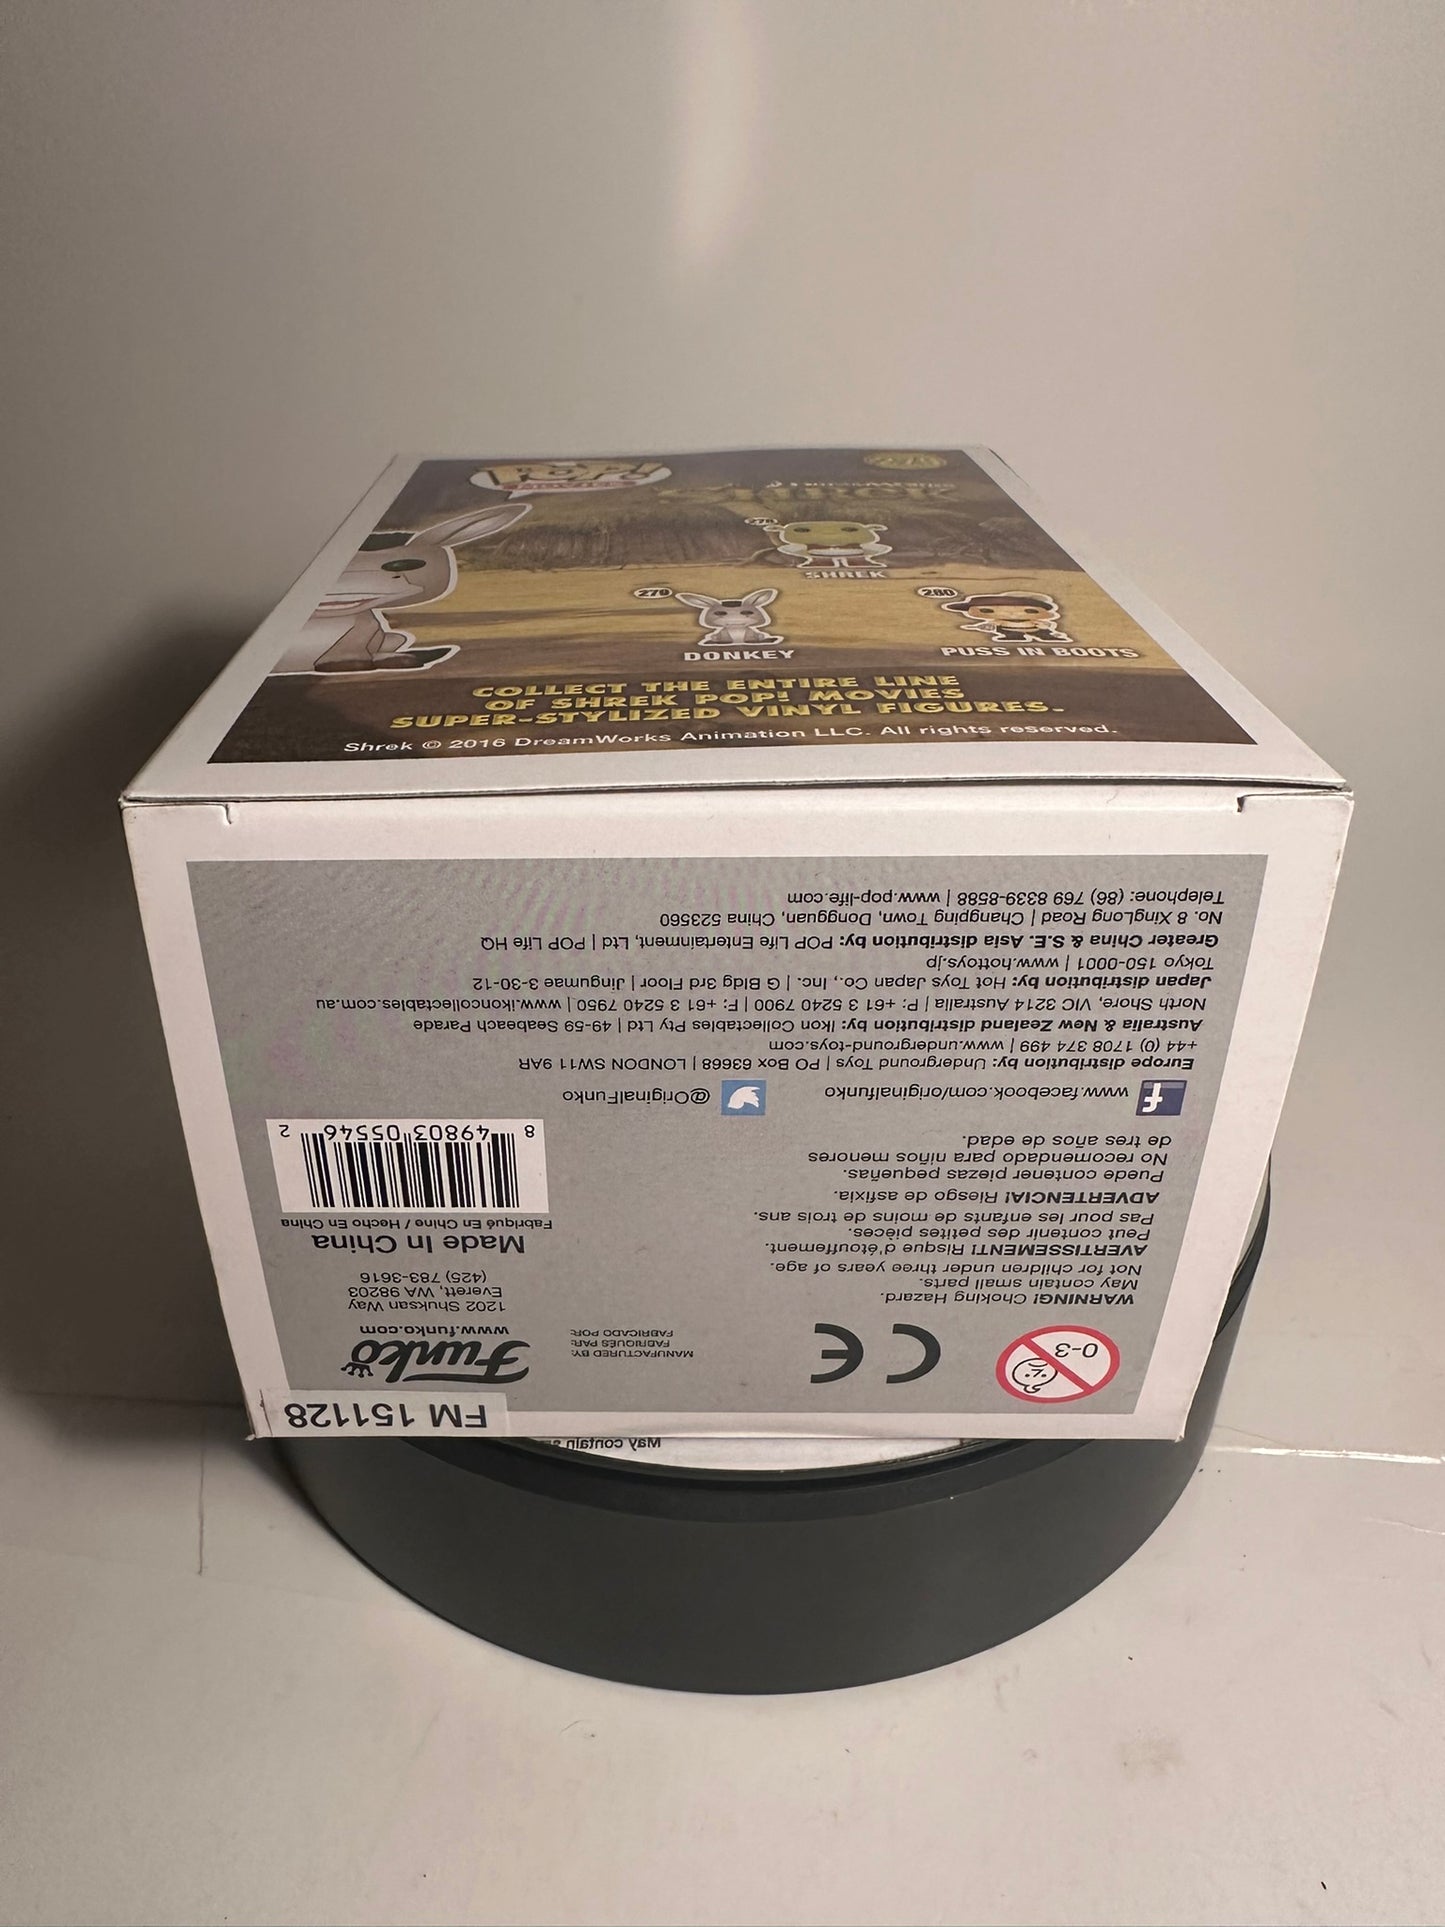 POP!
MOVIES
SHREK
SHREK
279
DONKEY
280
PUSS IN BOOTS
COLLECT THE ENTIRE LINE
OF SHREK POP! MOVIES
SUPER-STYLIZED VINYL FIGURES.
Shrek © 2016 DreamWorks Animation LLC. All rights reserved.
FM 151128
Funko
www.funko.com
1202 Shuksan Way
Everett, WA 98203
(425) 783-3616
Made In China
Fabriqué En Chine / Hecho En China
8 49803 05546 2
MANUFACTURED BY:
FABRIQUÉS PAR:
FABRICADO POR:
CE
0-3
WARNING! Choking Hazard.
May contain small parts.
Not for children under three years of age.
AVERTISSEMENT! Risque d'étouffement.
Peut contenir des petites pièces.
Pas pour les enfants de moins de trois ans.
ADVERTENCIA! Riesgo de asfixia.
Puede contener piezas pequeñas.
No recomendado para niños menores
de tres años de edad.
www.facebook.com/originalfunko
@OriginalFunko
Europe distribution by: Underground Toys | PO Box 63668 | LONDON SW11 9AR
+44 (0) 1708 374 499 | www.underground-toys.com
Australia & New Zealand distribution by: Ikon Collectables Pty Ltd | 49-59 Seabeach Parade
North Shore, VIC 3214 Australia | P: +61 3 5240 7900 | F: +61 3 5240 7950 | www.ikoncollectables.com.au
Japan distribution by: Hot Toys Japan Co., Inc. | G Bldg 3rd Floor | Jingumae 3-30-12
Tokyo 150-0001 | www.hottoys.jp
Greater China & S.E. Asia distribution by: POP Life Entertainment, Ltd | POP Life HQ
No. 8 XingLong Road | Changping Town, Dongguan, China 523560
Telephone: (86) 769 8339-8588 | www.pop-life.com
May contain